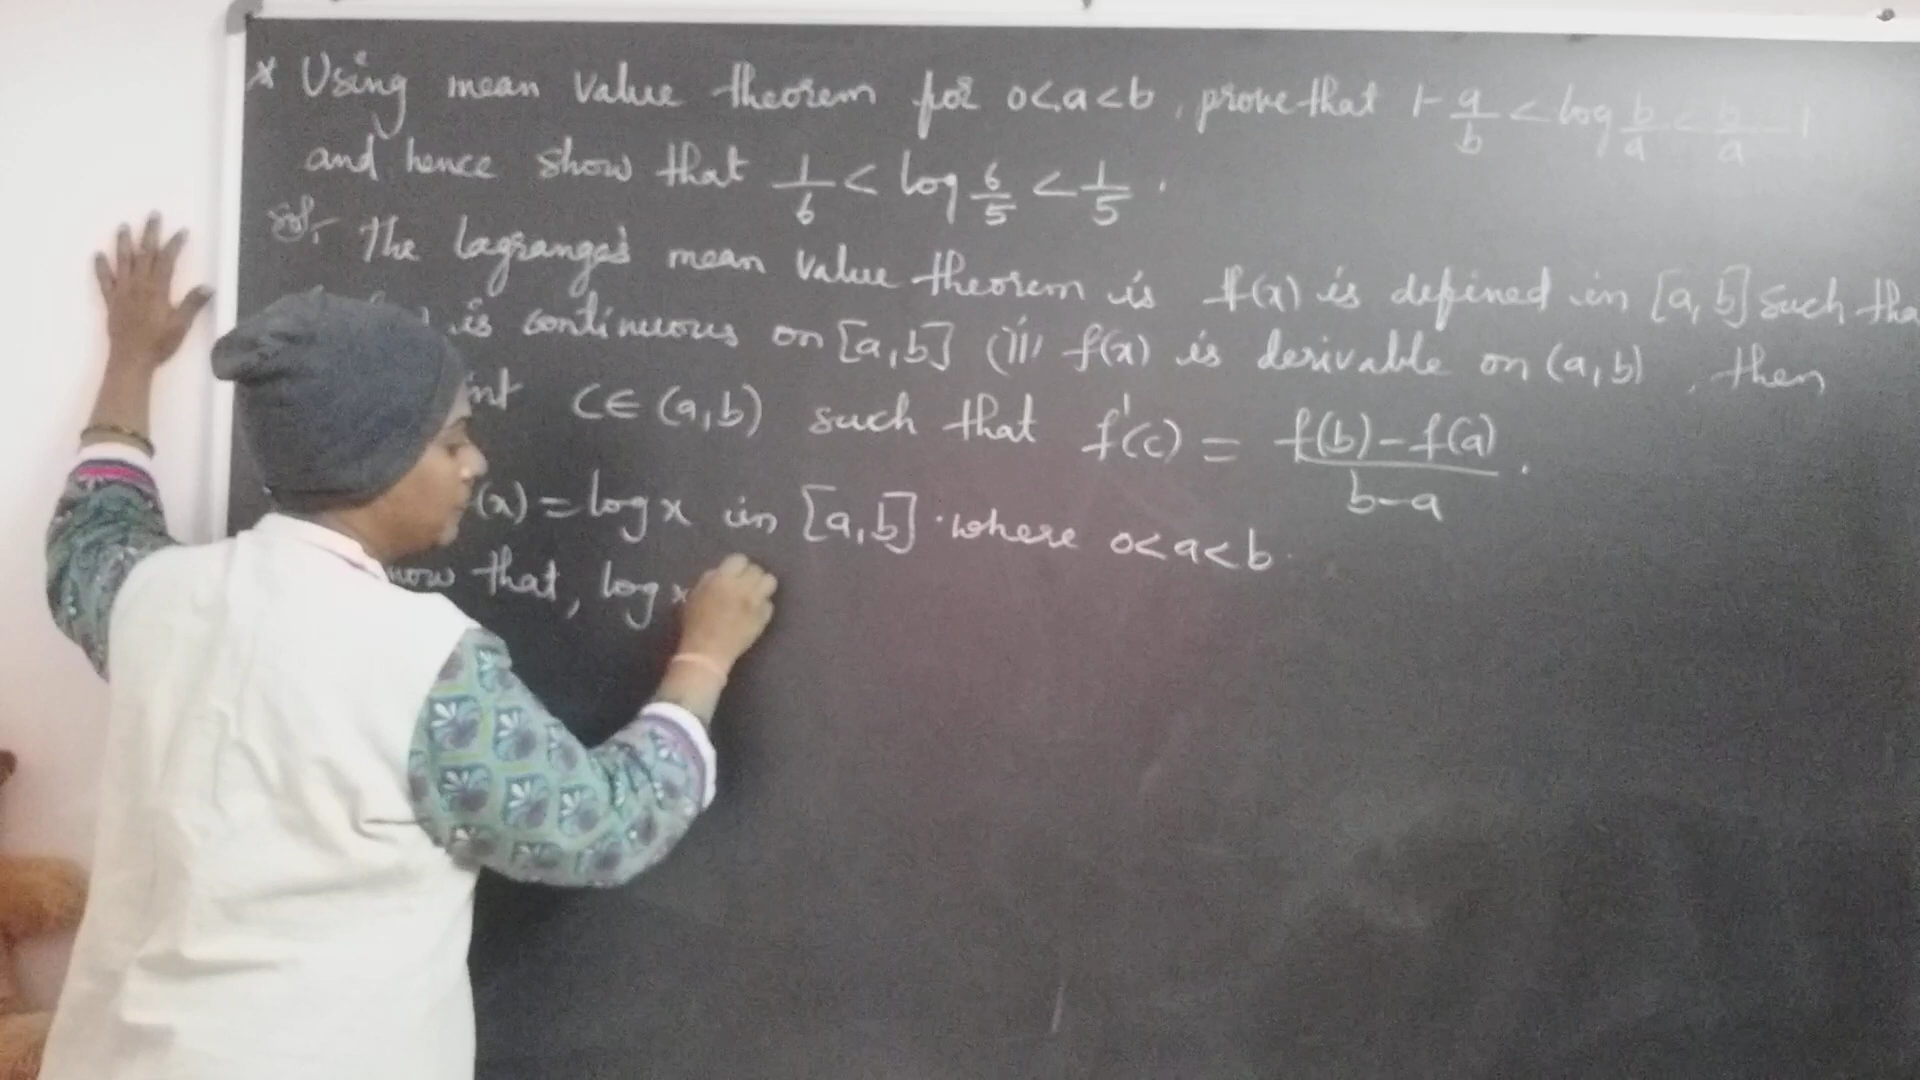 * Using mean value theorem for 0<a<b, prove that 1-a/b < log b/a < b/a -1
and hence show that 1/6 < log 6/5 < 1/5 .
Sol:- The lagrange's mean value theorem is f(x) is defined in [a,b] such tha
is continuous on [a,b] (ii) f(x) is derivable on (a,b), then
int C∈(a,b) such that f'(c) = f(b)-f(a)/b-a .
(x)=log x in [a,b]. where 0<a<b.
now that, log x